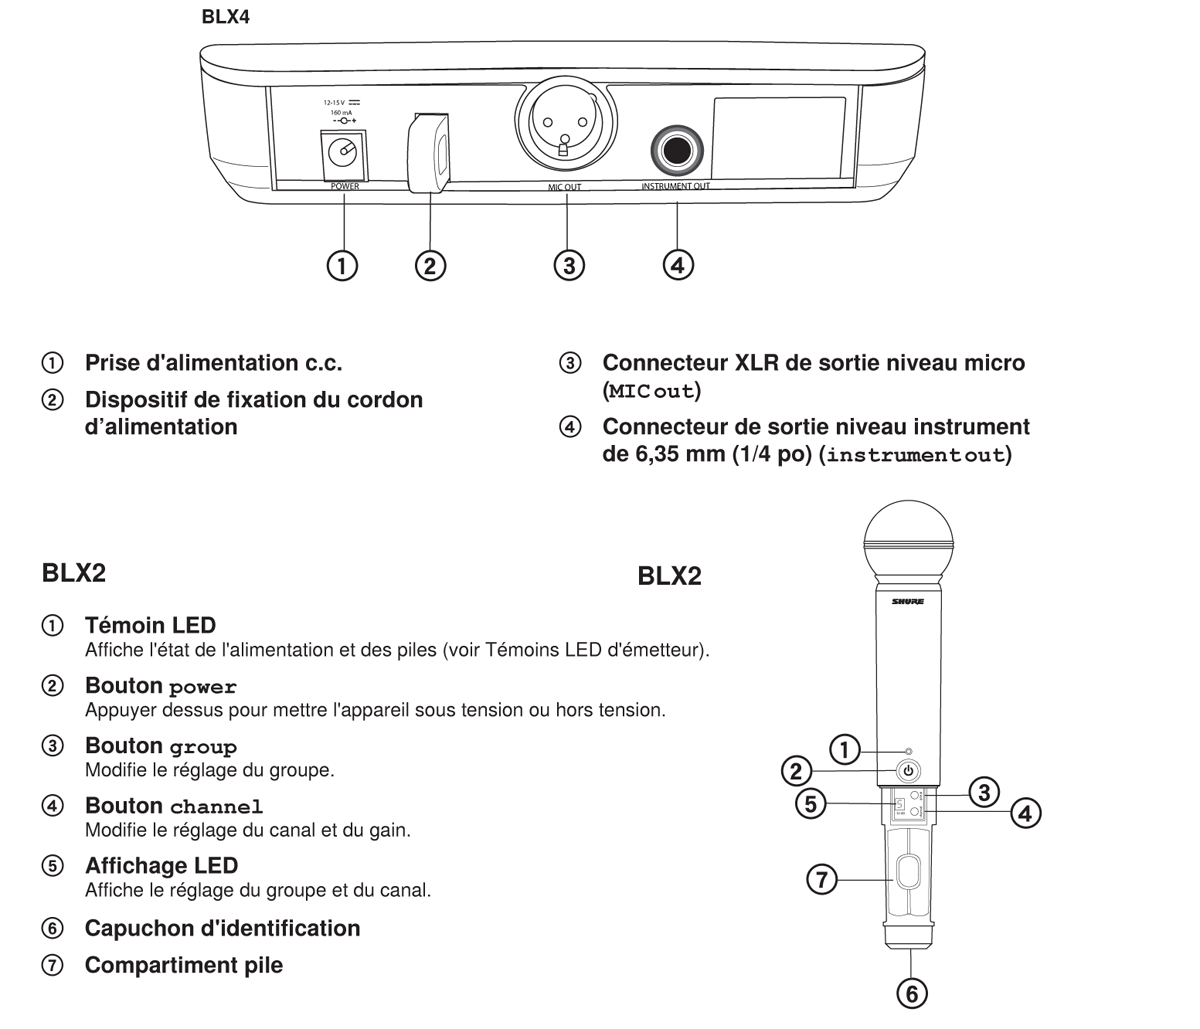 BLX4
12-15 V
160 mA
POWER
MIC OUT
INSTRUMENT OUT
① ② ③ ④
① Prise d'alimentation c.c.
② Dispositif de fixation du cordon
d’alimentation
③ Connecteur XLR de sortie niveau micro
(MIC out)
④ Connecteur de sortie niveau instrument
de 6,35 mm (1/4 po) (instrument out)
BLX2
① Témoin LED
Affiche l'état de l'alimentation et des piles (voir Témoins LED d'émetteur).
② Bouton power
Appuyer dessus pour mettre l'appareil sous tension ou hors tension.
③ Bouton group
Modifie le réglage du groupe.
④ Bouton channel
Modifie le réglage du canal et du gain.
⑤ Affichage LED
Affiche le réglage du groupe et du canal.
⑥ Capuchon d'identification
⑦ Compartiment pile
BLX2
SHURE
①
②
③
⑤
④
⑦
⑥